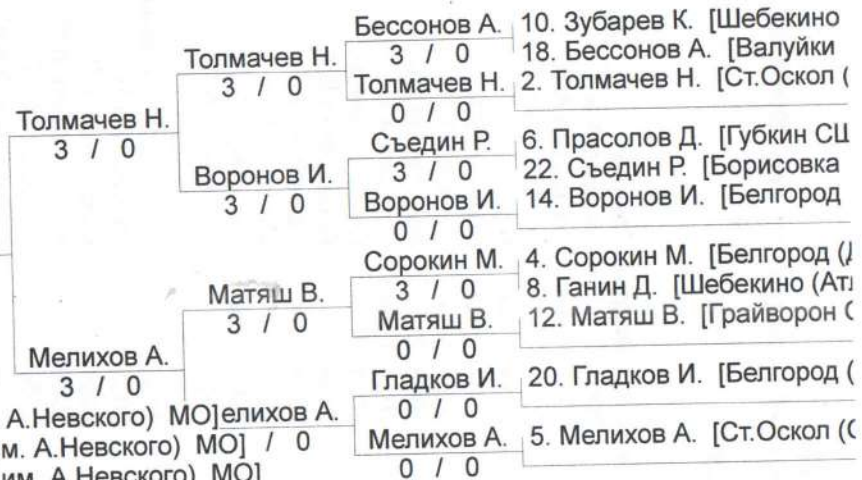 Бессонов А. 10. Зубарев К. [Шебекино
Толмачев Н. 3 / 0 18. Бессонов А. [Валуйки
3 / 0 Толмачев Н. 2. Толмачев Н. [Ст.Оскол (
0 / 0
Толмачев Н.
3 / 0 Съедин Р. 6. Прасолов Д. [Губкин
Воронов И. 3 / 0 22. Съедин Р. [Борисовка
3 / 0 Воронов И. 14. Воронов И. [Белгород
0 / 0
Сорокин М. 4. Сорокин М. [Белгород (
Матяш В. 3 / 0 8. Ганин Д. [Шебекино
3 / 0 Матяш В. 12. Матяш В. [Грайворон
0 / 0
Мелихов А.
3 / 0 Гладков И. 20. Гладков И. [Белгород (
А.Невского) МО]елихов А. 0 / 0
м. А.Невского) МО] / 0 Мелихов А. 5. Мелихов А. [Ст.Оскол
им. А.Невского) МО] 0 / 0